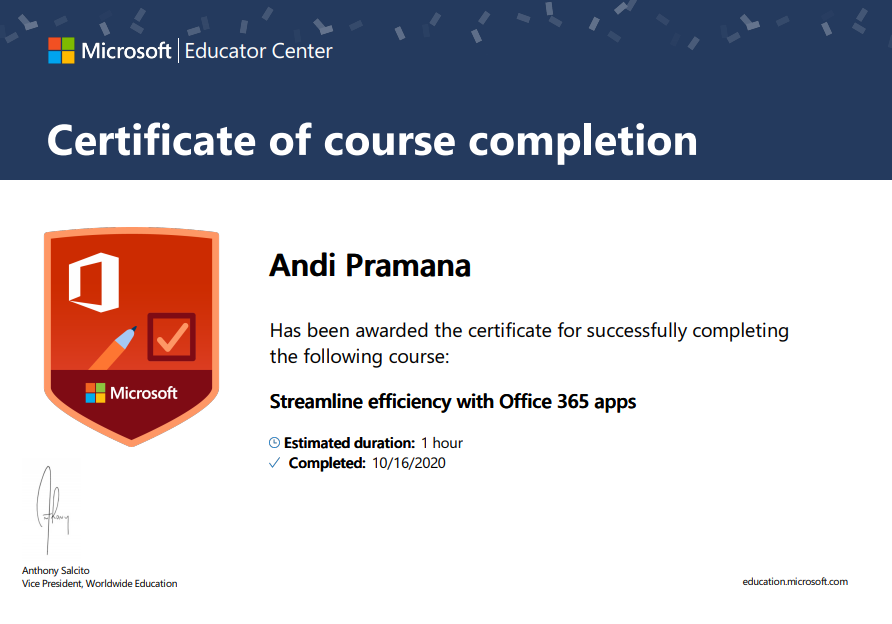 Microsoft | Educator Center
Certificate of course completion
Andi Pramana
Has been awarded the certificate for successfully completing
the following course:
Streamline efficiency with Office 365 apps
Estimated duration: 1 hour
Completed: 10/16/2020
Microsoft
Anthony Salcito
Vice President, Worldwide Education
education.microsoft.com